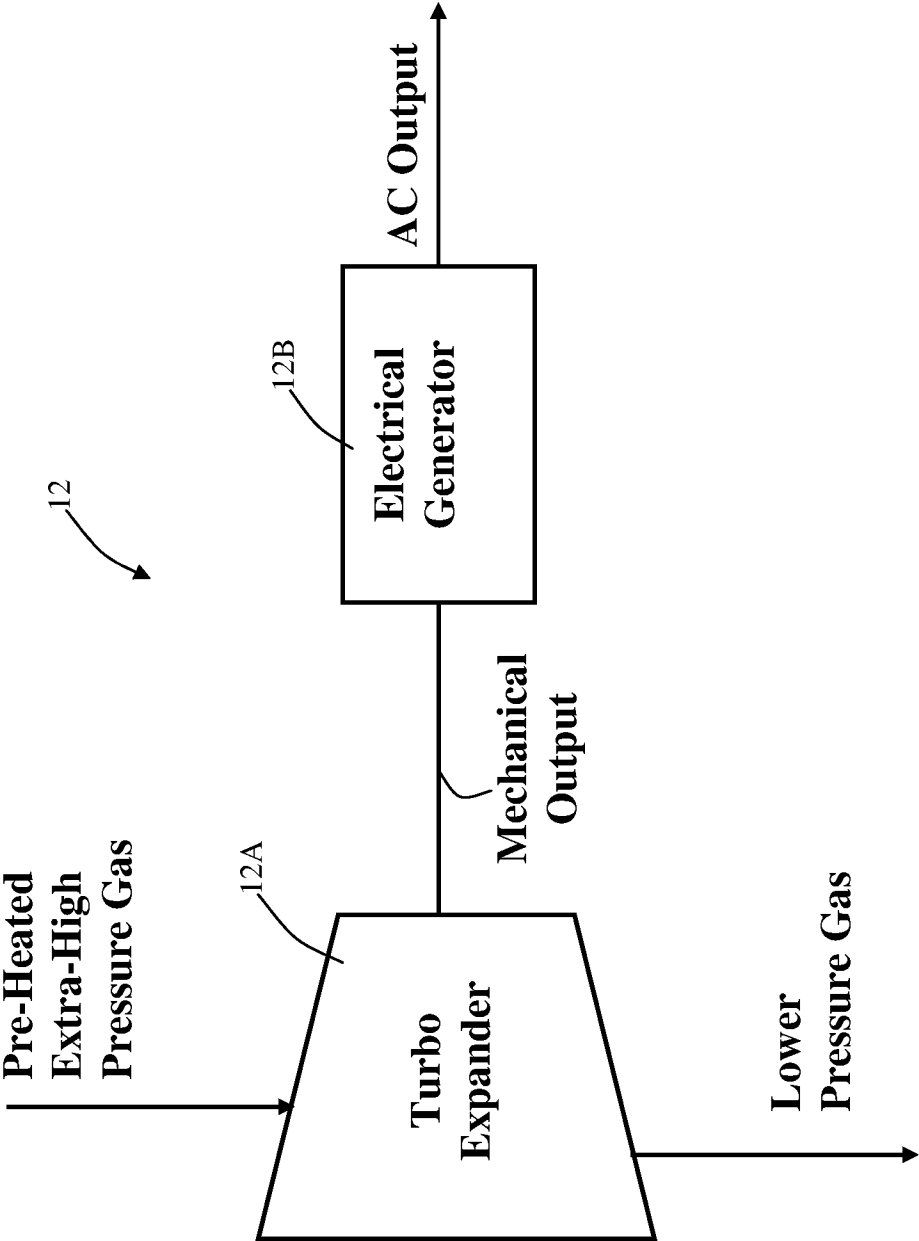 12
Pre-Heated
Extra-High
Pressure Gas
12A
Turbo
Expander
Lower
Pressure Gas
Mechanical
Output
12B
Electrical
Generator
AC Output